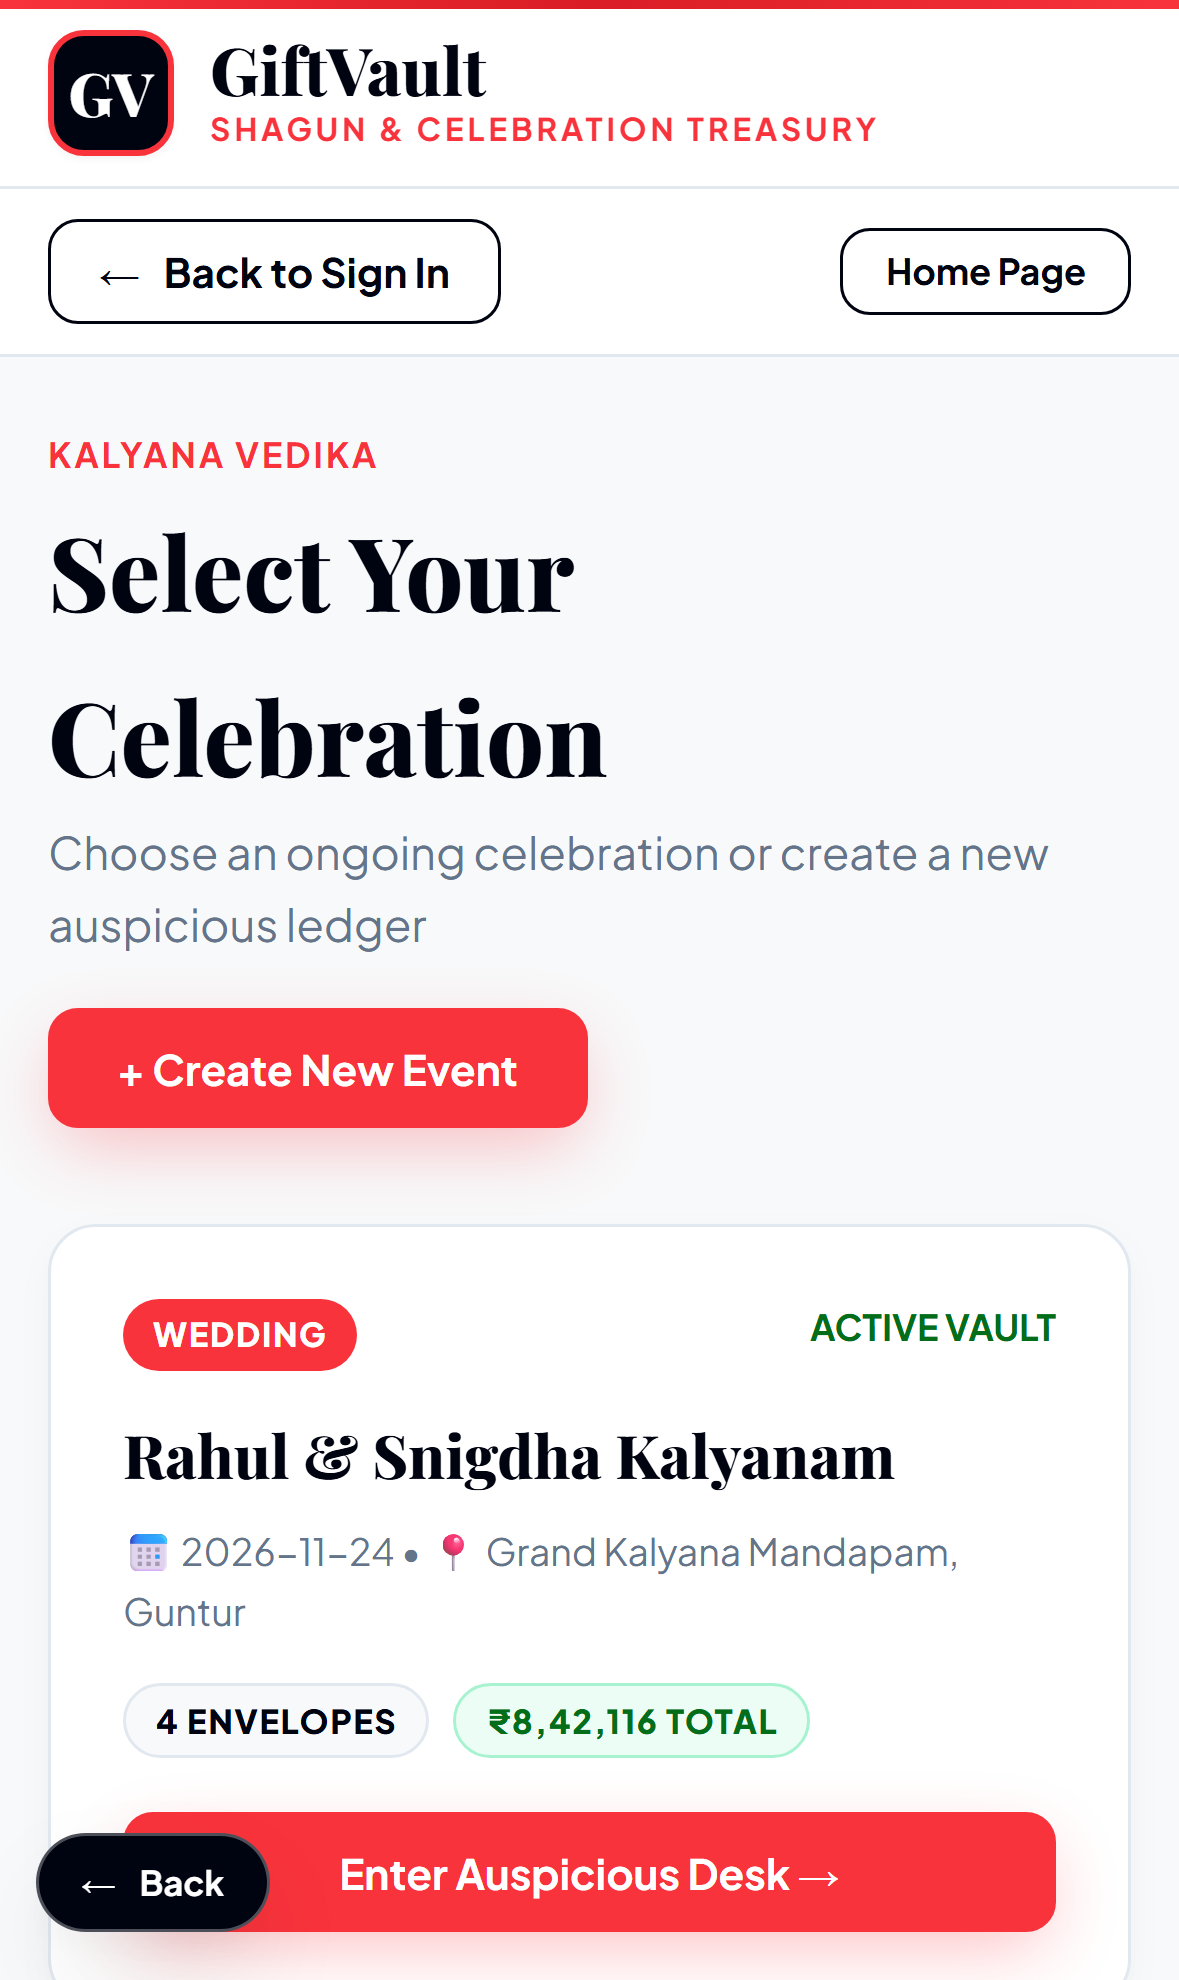 GV
GiftVault
SHAGUN & CELEBRATION TREASURY
← Back to Sign In
Home Page
KALYANA VEDIKA
Select Your
Celebration
Choose an ongoing celebration or create a new
auspicious ledger
+ Create New Event
WEDDING
ACTIVE VAULT
Rahul & Snigdha Kalyanam
📅 2026-11-24 • 📍 Grand Kalyana Mandapam,
Guntur
4 ENVELOPES
₹8,42,116 TOTAL
Enter Auspicious Desk →
← Back